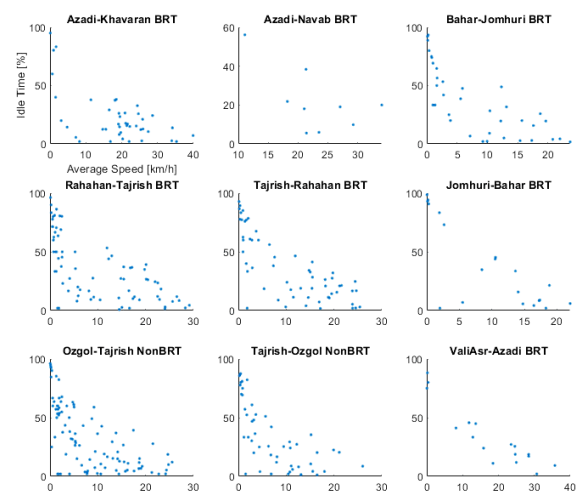 Azadi-Khavaran BRT
Azadi-Navab BRT
Bahar-Jomhuri BRT
100
50
0
Idle Time [%]
0 10 20 30 40
Average Speed [km/h]
60
40
20
0
10 15 20 25 30
100
50
0
0 5 10 15 20
Rahahan-Tajrish BRT
Tajrish-Rahahan BRT
Jomhuri-Bahar BRT
100
50
0
0 10 20 30
100
50
0
0 10 20 30
100
50
0
0 5 10 15 20
Ozgol-Tajrish NonBRT
Tajrish-Ozgol NonBRT
ValiAsr-Azadi BRT
100
50
0
0 10 20 30
100
50
0
0 10 20 30
100
50
0
0 10 20 30 40